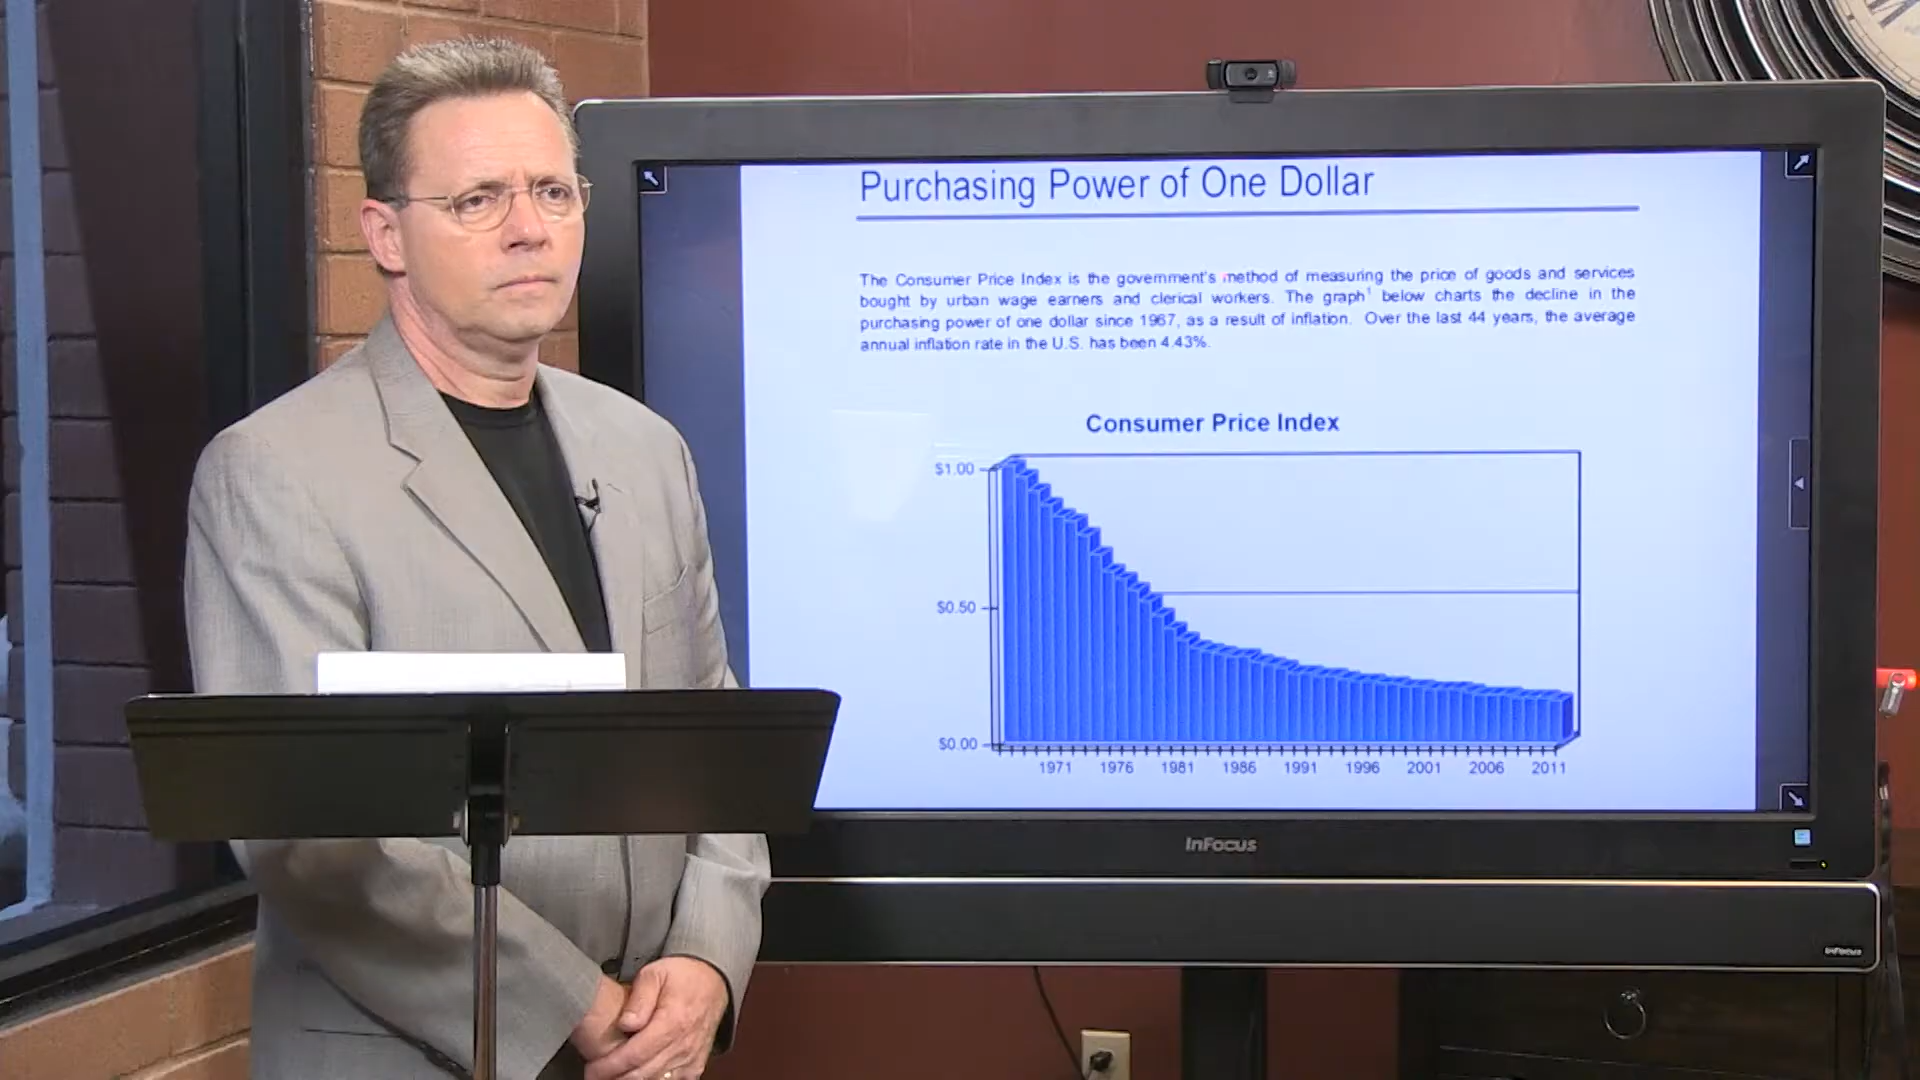 Purchasing Power of One Dollar
The Consumer Price Index is the government's method of measuring the price of goods and services
bought by urban wage earners and clerical workers. The graph¹ below charts the decline in the
purchasing power of one dollar since 1967, as a result of inflation. Over the last 44 years, the average
annual inflation rate in the U.S. has been 4.43%.
Consumer Price Index
$1.00
$0.50
$0.00
1971 1976 1981 1986 1991 1996 2001 2006 2011
InFocus
InFocus